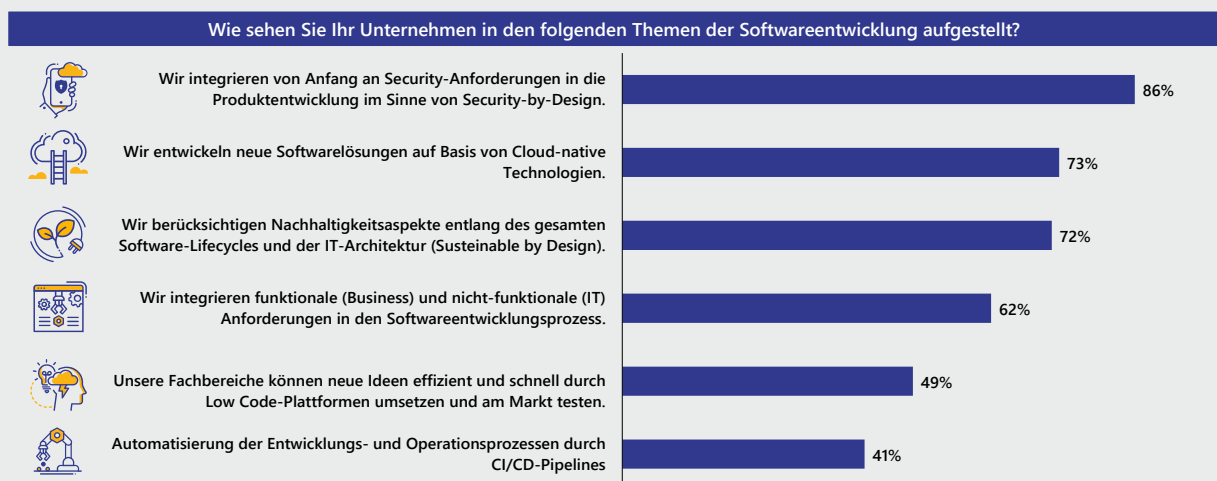 Wie sehen Sie Ihr Unternehmen in den folgenden Themen der Softwareentwicklung aufgestellt?
Wir integrieren von Anfang an Security-Anforderungen in die
Produktentwicklung im Sinne von Security-by-Design.
86%
Wir entwickeln neue Softwarelösungen auf Basis von Cloud-native
Technologien.
73%
Wir berücksichtigen Nachhaltigkeitsaspekte entlang des gesamten
Software-Lifecycles und der IT-Architektur (Susteinable by Design).
72%
Wir integrieren funktionale (Business) und nicht-funktionale (IT)
Anforderungen in den Softwareentwicklungsprozess.
62%
Unsere Fachbereiche können neue Ideen effizient und schnell durch
Low Code-Plattformen umsetzen und am Markt testen.
49%
Automatisierung der Entwicklungs- und Operationsprozessen durch
CI/CD-Pipelines
41%